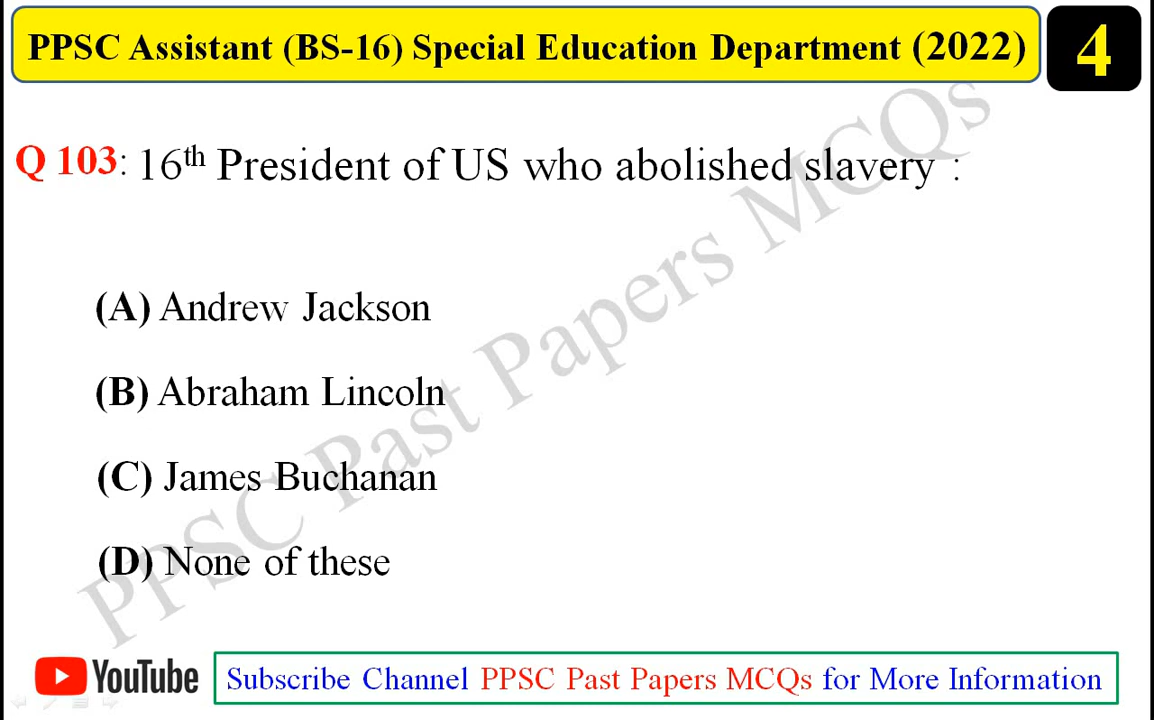 PPSC Assistant (BS-16) Special Education Department (2022)
4
Q 103: 16th President of US who abolished slavery :
(A) Andrew Jackson
(B) Abraham Lincoln
(C) James Buchanan
(D) None of these
PPSC Past Papers MCQs
YouTube
Subscribe Channel PPSC Past Papers MCQs for More Information